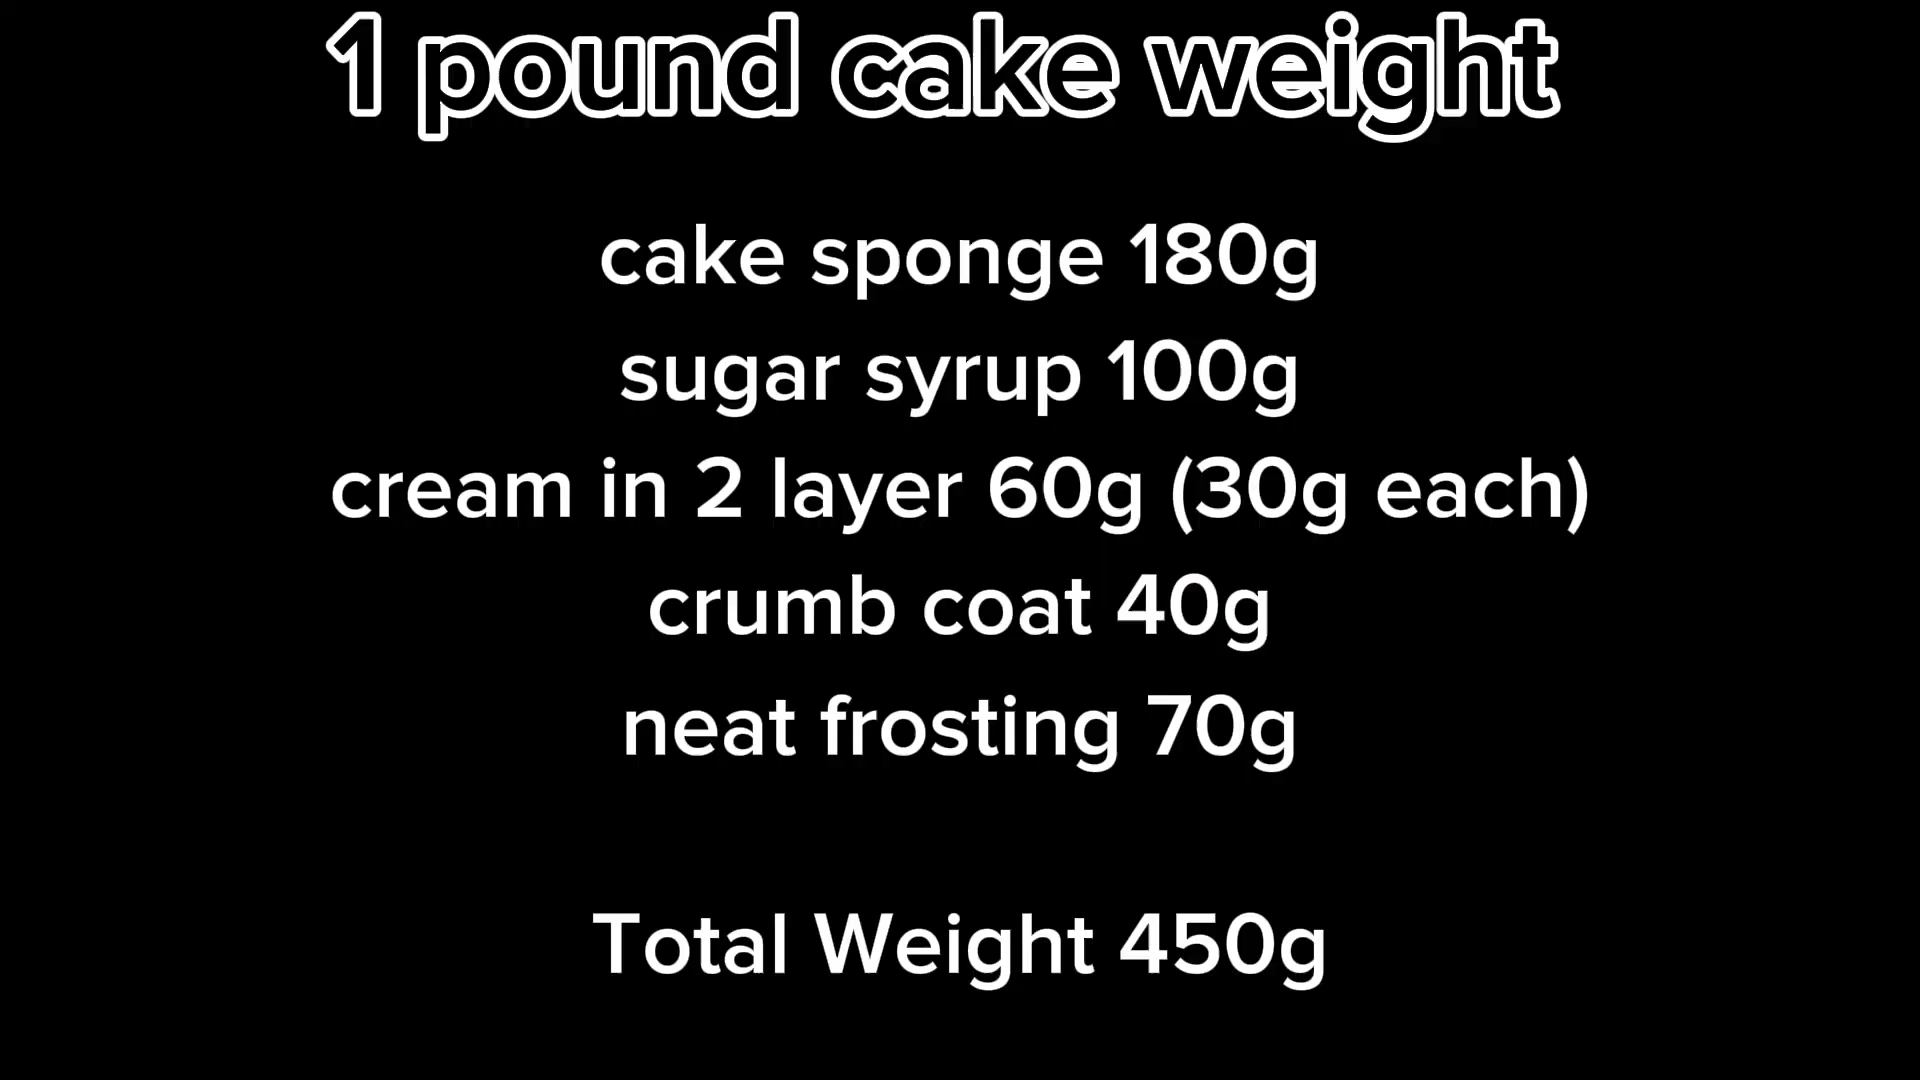 1 pound cake weight
cake sponge 180g
sugar syrup 100g
cream in 2 layer 60g (30g each)
crumb coat 40g
neat frosting 70g
Total Weight 450g